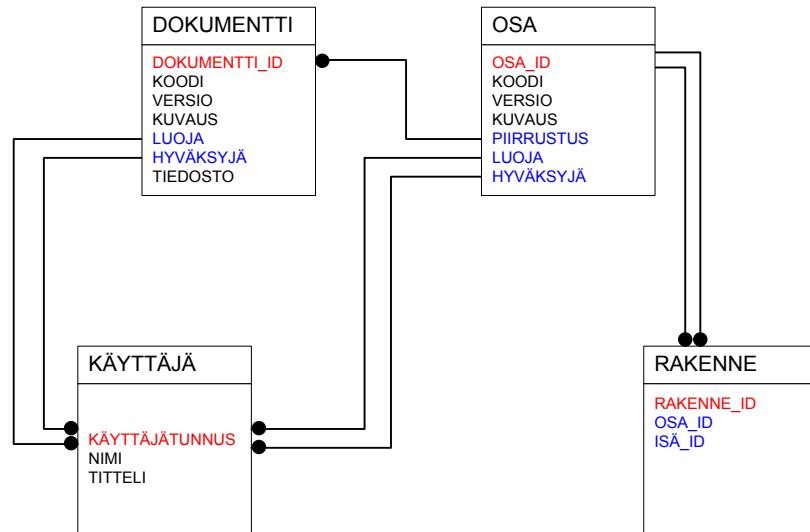 DOKUMENTTI
DOKUMENTTI_ID
KOODI
VERSIO
KUVAUS
LUOJA
HYVÄKSYJÄ
TIEDOSTO
OSA
OSA_ID
KOODI
VERSIO
KUVAUS
PIIRRUSTUS
LUOJA
HYVÄKSYJÄ
KÄYTTÄJÄ
KÄYTTÄJÄTUNNUS
NIMI
TITTELI
RAKENNE
RAKENNE_ID
OSA_ID
ISÄ_ID